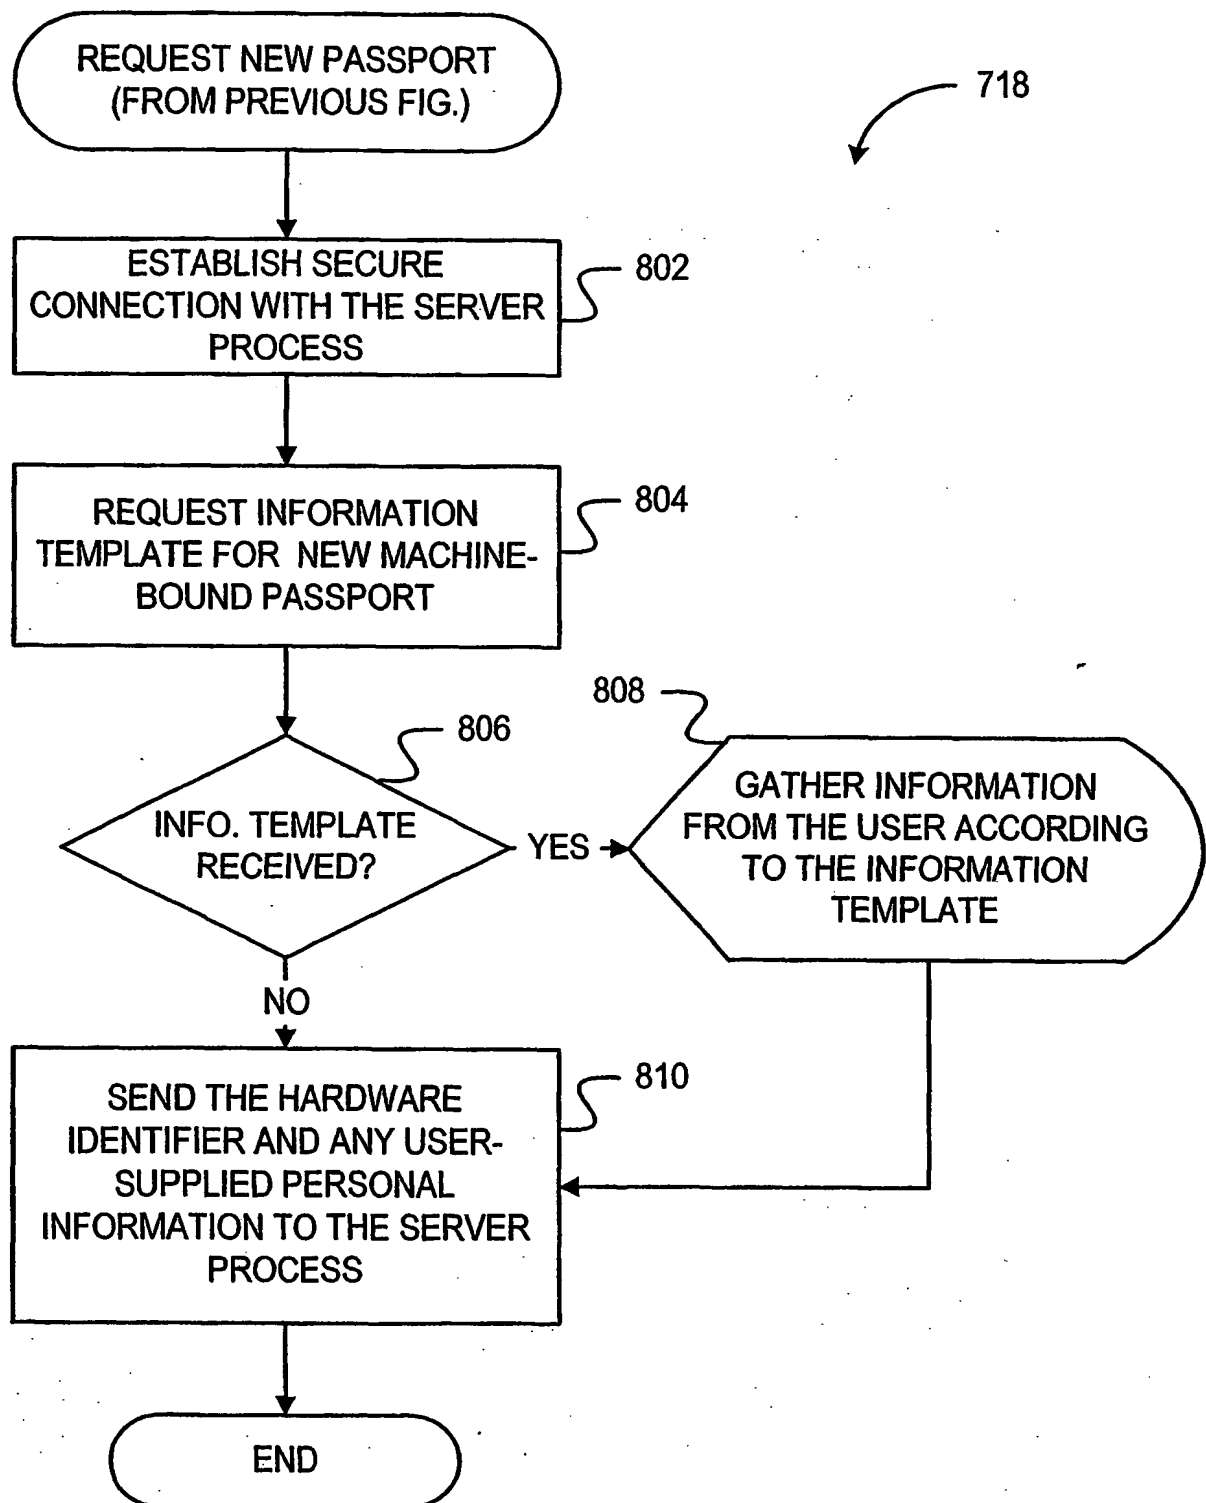 REQUEST NEW PASSPORT
(FROM PREVIOUS FIG.)
718
ESTABLISH SECURE
CONNECTION WITH THE SERVER
PROCESS
802
REQUEST INFORMATION
TEMPLATE FOR NEW MACHINE-
BOUND PASSPORT
804
806
INFO. TEMPLATE
RECEIVED?
YES
808
GATHER INFORMATION
FROM THE USER ACCORDING
TO THE INFORMATION
TEMPLATE
NO
SEND THE HARDWARE
IDENTIFIER AND ANY USER-
SUPPLIED PERSONAL
INFORMATION TO THE SERVER
PROCESS
810
END